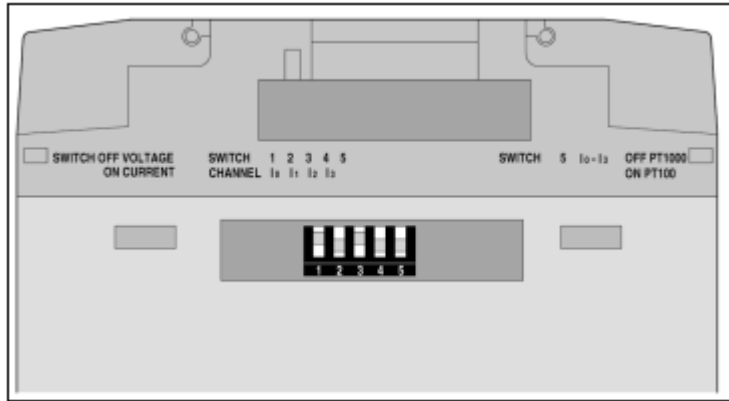 SWITCH OFF VOLTAGE
ON CURRENT
SWITCH 1 2 3 4 5
CHANNEL I₀ I₁ I₂ I₃
SWITCH 5 I₀-I₃ OFF PT1000
ON PT100
1 2 3 4 5